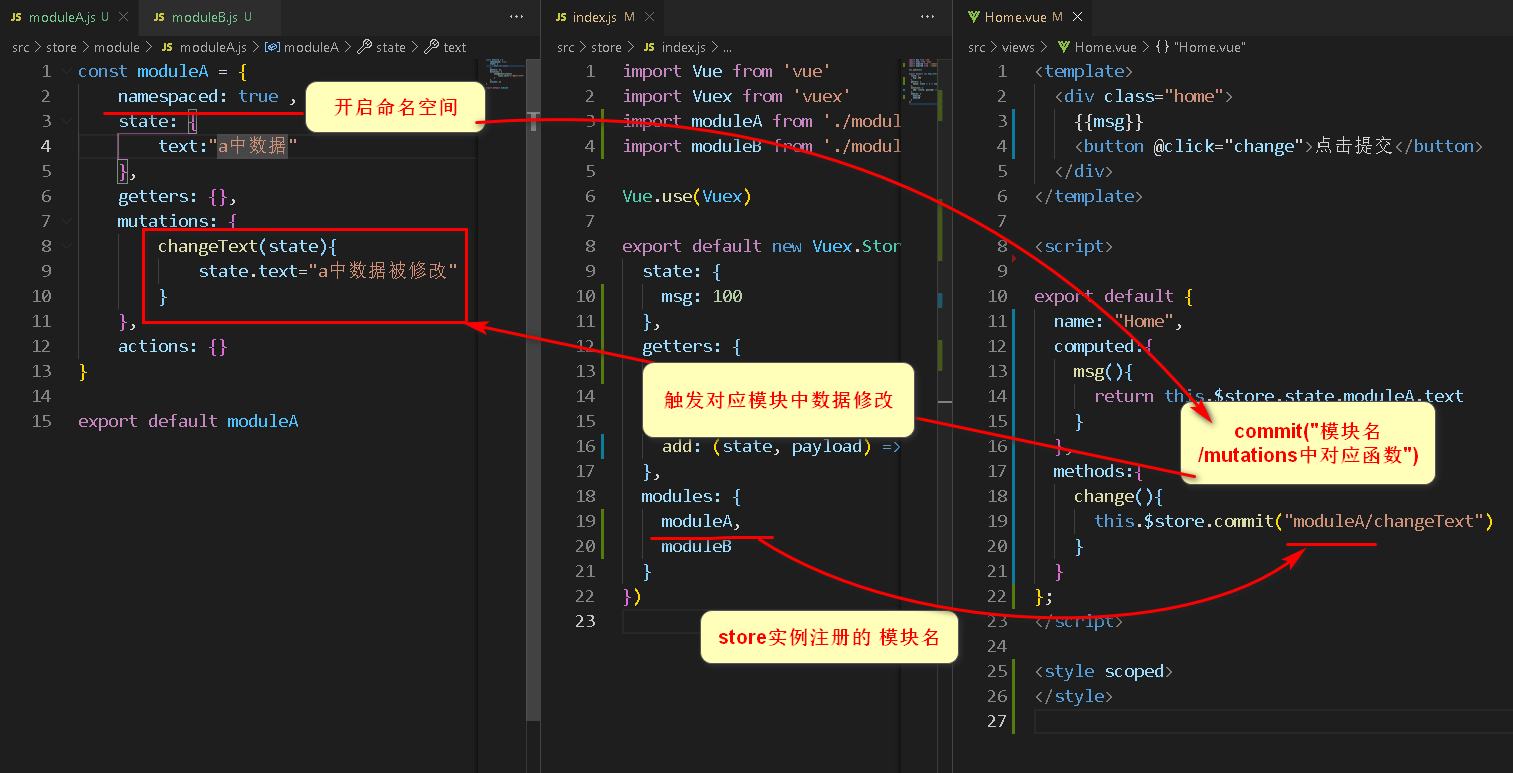 moduleA.js U
moduleB.js U
src > store > module > moduleA.js > moduleA > state > text
1 const moduleA = {
2 namespaced: true ,
3 state: {
4 text:"a中数据"
5 },
6 getters: {},
7 mutations: {
8 changeText(state){
9 state.text="a中数据被修改"
10 }
11 },
12 actions: {}
13 }
14
15 export default moduleA
开启命名空间
index.js M
src > store > index.js > ...
1 import Vue from 'vue'
2 import Vuex from 'vuex'
3 import moduleA from './modul
4 import moduleB from './modul
5
6 Vue.use(Vuex)
7
8 export default new Vuex.Stor
9 state: {
10 msg: 100
11 },
12 getters: {
13
14
15
16 add: (state, payload) =>
17 },
18 modules: {
19 moduleA,
20 moduleB
21 }
22 })
23
触发对应模块中数据修改
store实例注册的 模块名
Home.vue M
src > views > Home.vue > {} "Home.vue"
1 <template>
2 <div class="home">
3 {{msg}}
4 <button @click="change">点击提交</button>
5 </div>
6 </template>
7
8 <script>
9
10 export default {
11 name: "Home",
12 computed:{
13 msg(){
14 return this.$store.state.moduleA.text
15 }
16 },
17 methods:{
18 change(){
19 this.$store.commit("moduleA/changeText")
20 }
21 }
22 };
23 </script>
24
25 <style scoped>
26 </style>
27
commit("模块名
/mutations中对应函数")